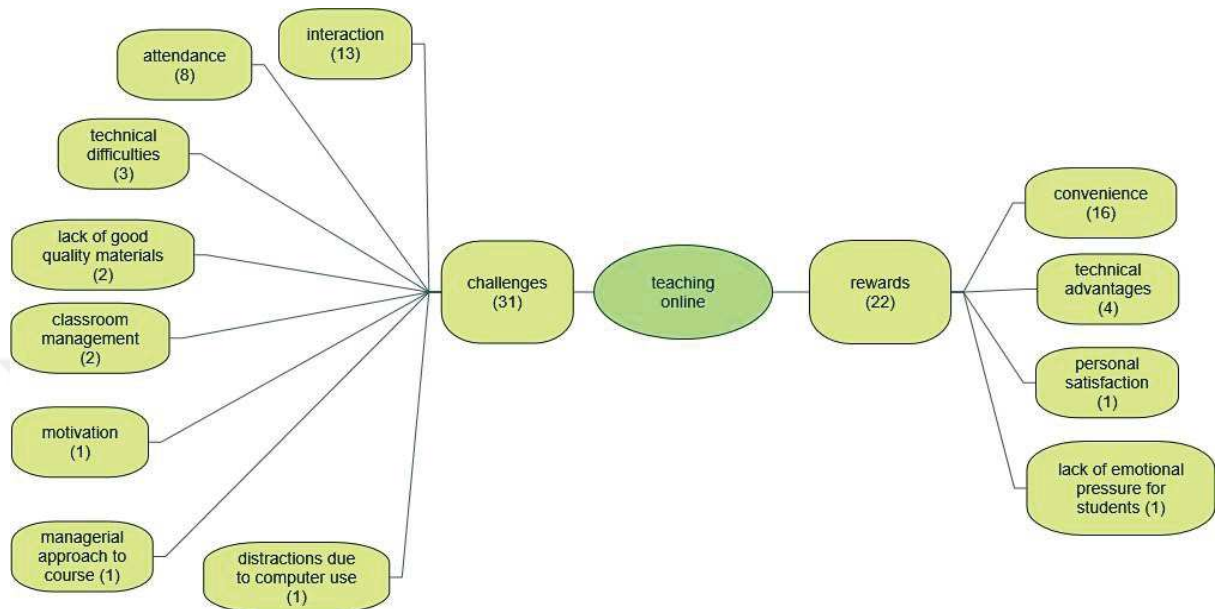 interaction
(13)
attendance
(8)
technical
difficulties
(3)
lack of good
quality materials
(2)
classroom
management
(2)
motivation
(1)
managerial
approach to
course (1)
distractions due
to computer use
(1)
challenges
(31)
teaching
online
rewards
(22)
convenience
(16)
technical
advantages
(4)
personal
satisfaction
(1)
lack of emotional
pressure for
students (1)